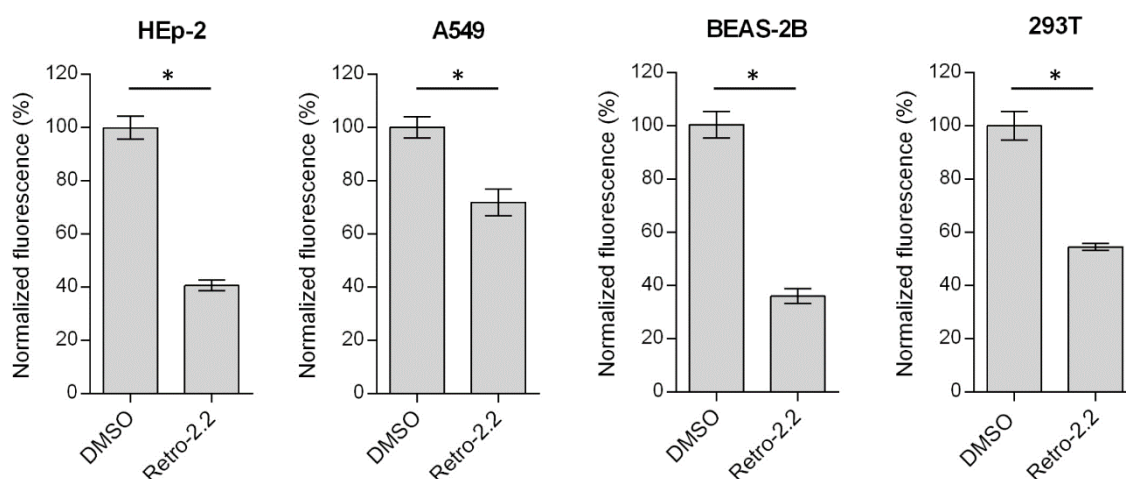 HEp-2
Normalized fluorescence (%)
120
100
80
60
40
20
0
*
DMSO
Retro-2.2
A549
Normalized fluorescence (%)
120
100
80
60
40
20
0
*
DMSO
Retro-2.2
BEAS-2B
Normalized fluorescence (%)
120
100
80
60
40
20
0
*
DMSO
Retro-2.2
293T
Normalized fluorescence (%)
120
100
80
60
40
20
0
*
DMSO
Retro-2.2